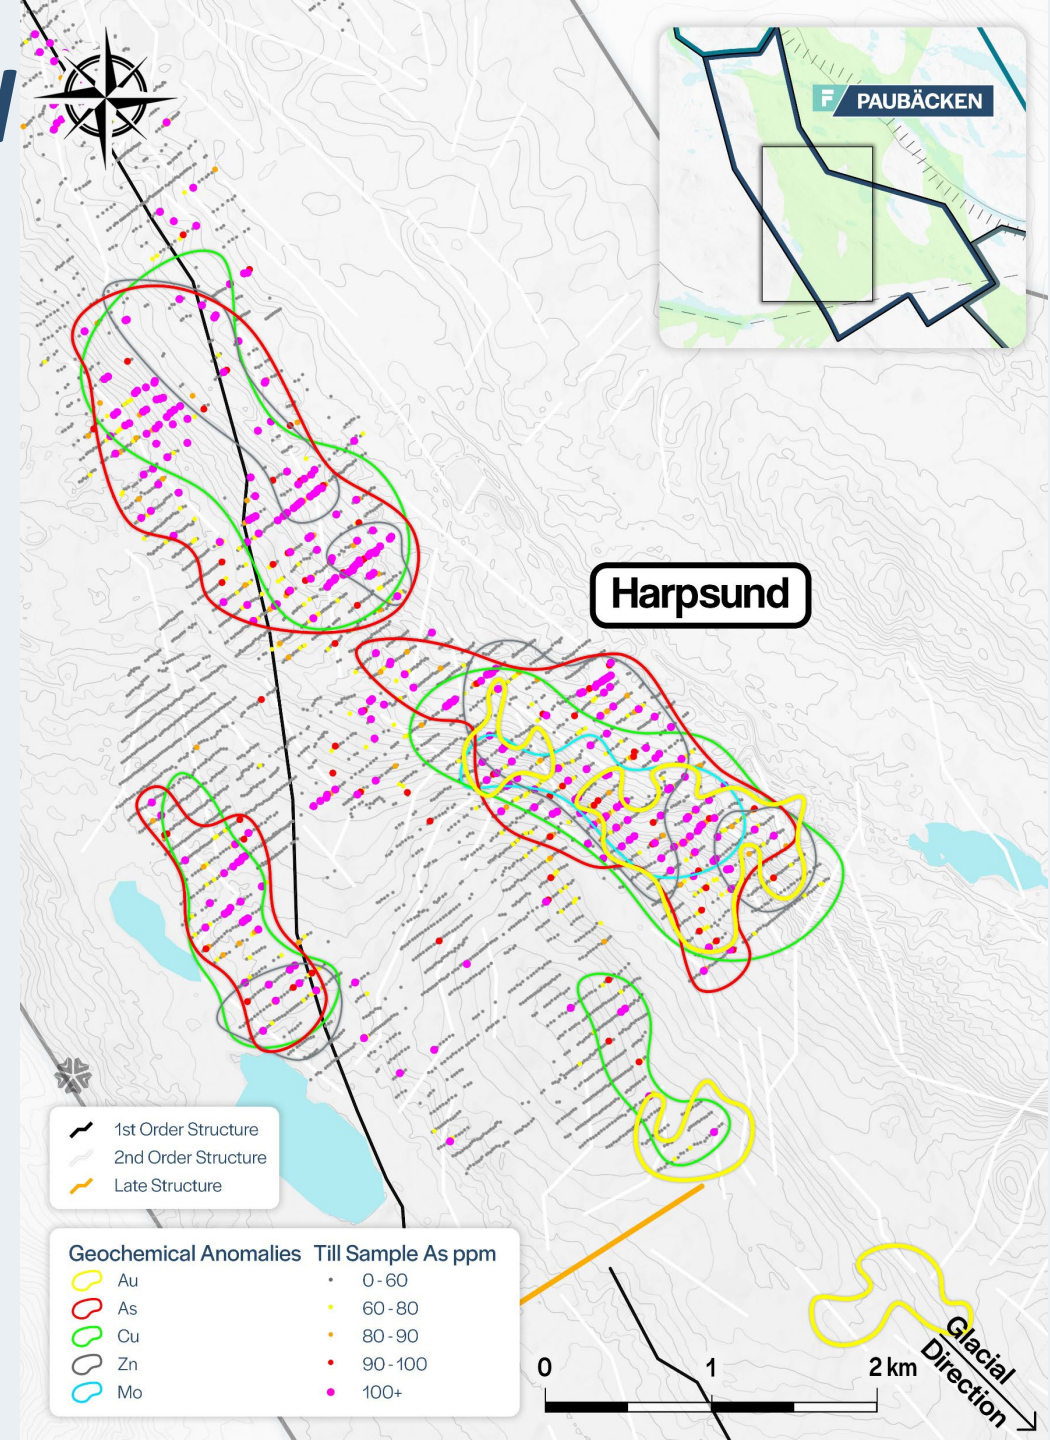 F PAUBÄCKEN
Harpsund
1st Order Structure
2nd Order Structure
Late Structure
Geochemical Anomalies
Au
As
Cu
Zn
Mo
Till Sample As ppm
0-60
60-80
80-90
90-100
100+
0 1 2 km
Glacial
Direction